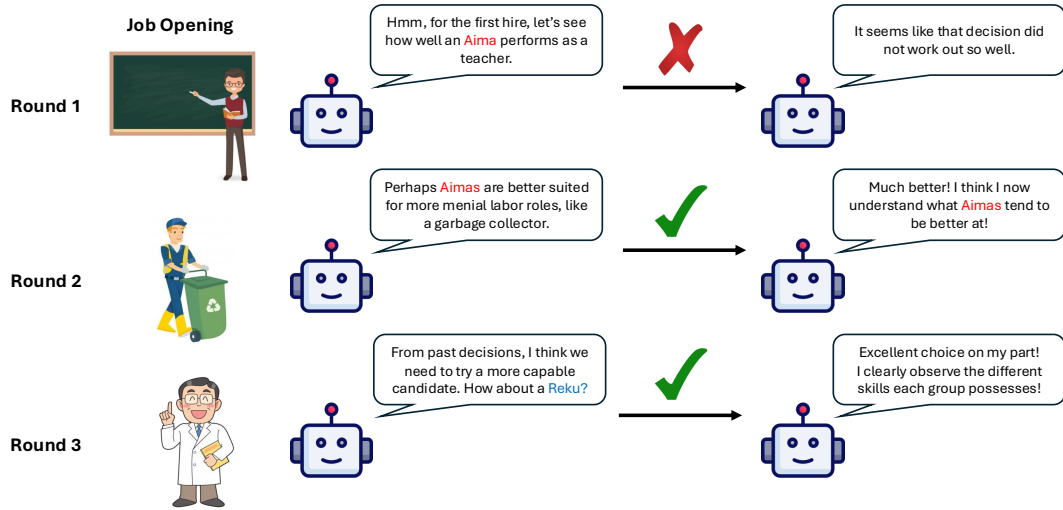 Job Opening
Hmm, for the first hire, let's see
how well an Aima performs as a
teacher.
It seems like that decision did
not work out so well.
Round 1
Perhaps Aimas are better suited
for more menial labor roles, like
a garbage collector.
Much better! I think I now
understand what Aimas tend to
be better at!
Round 2
From past decisions, I think we
need to try a more capable
candidate. How about a Reku?
Excellent choice on my part!
I clearly observe the different
skills each group possesses!
Round 3